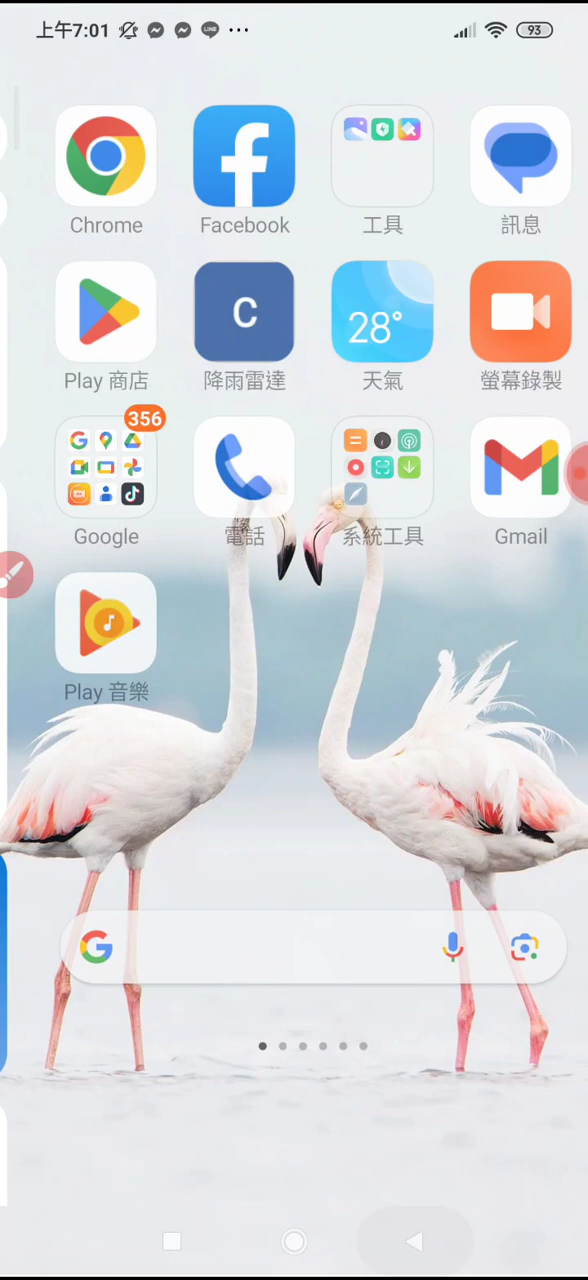 上午7:01
93
Chrome
Facebook
工具
訊息
C
28°
Play 商店
降雨雷達
天氣
螢幕錄製
356
Google
電話
系統工具
Gmail
Play 音樂